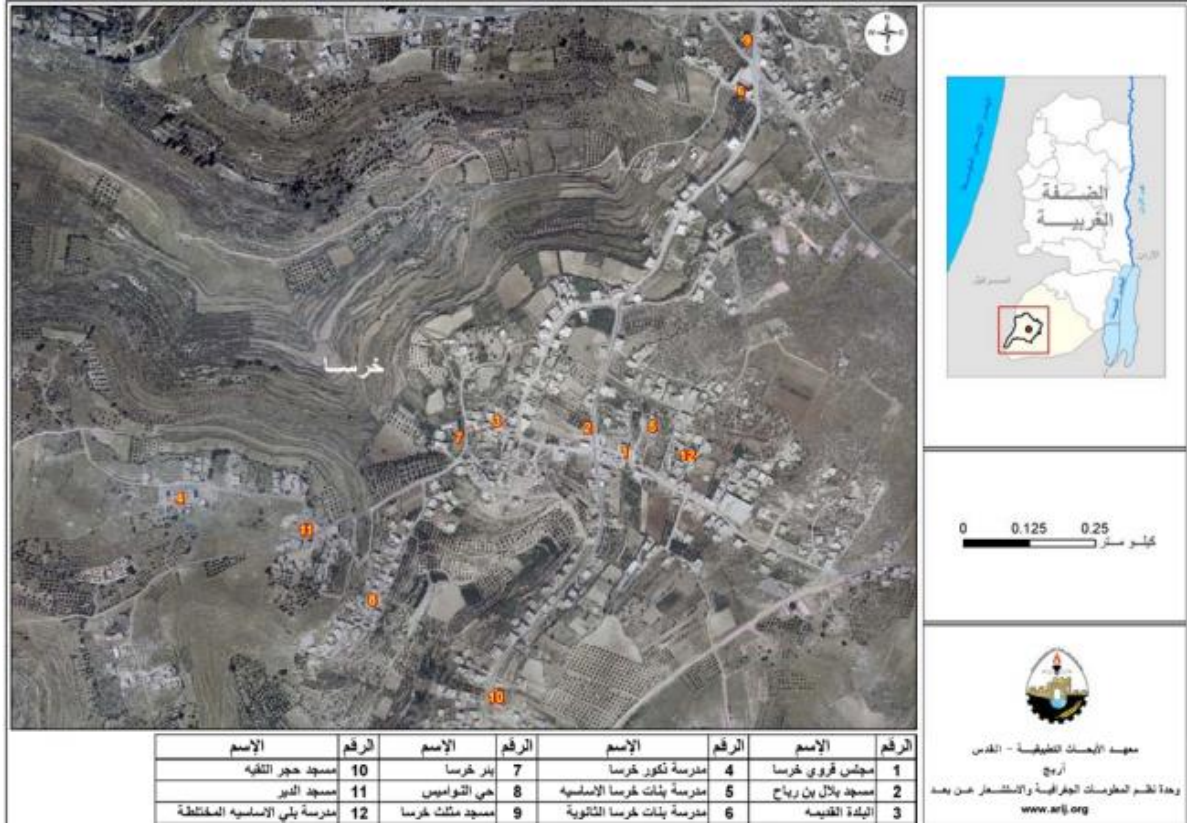 خرسا
الضفة
الغربية
الأردن
0 0.125 0.25
كيلو متر
معهد الأبحاث التطبيقية - القدس
أريج
وحدة نظم المعلومات الجغرافية والاستشعار عن بعد
www.arij.org
الرقم الإسم الرقم الإسم الرقم الإسم الرقم الإسم
1 مجلس قروي خرسا 4 مدرسة ذكور خرسا 7 بئر خرسا 10 مسجد حجر التقيه
2 مسجد بلال بن رباح 5 مدرسة بنات خرسا الاساسيه 8 حي النواميس 11 مسجد الدير
3 البلدة القديمه 6 مدرسة بنات خرسا الثانوية 9 مسجد مثلث خرسا 12 مدرسة يلي الاساسيه المختلطة